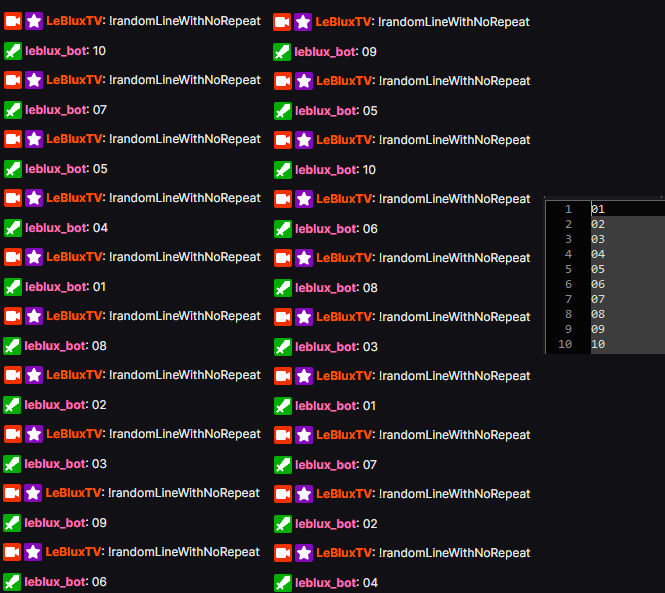 LeBluxTV: !randomLineWithNoRepeat
leblux_bot: 10
LeBluxTV: !randomLineWithNoRepeat
leblux_bot: 07
LeBluxTV: !randomLineWithNoRepeat
leblux_bot: 05
LeBluxTV: !randomLineWithNoRepeat
leblux_bot: 04
LeBluxTV: !randomLineWithNoRepeat
leblux_bot: 01
LeBluxTV: !randomLineWithNoRepeat
leblux_bot: 08
LeBluxTV: !randomLineWithNoRepeat
leblux_bot: 02
LeBluxTV: !randomLineWithNoRepeat
leblux_bot: 03
LeBluxTV: !randomLineWithNoRepeat
leblux_bot: 09
LeBluxTV: !randomLineWithNoRepeat
leblux_bot: 06
LeBluxTV: !randomLineWithNoRepeat
leblux_bot: 09
LeBluxTV: !randomLineWithNoRepeat
leblux_bot: 05
LeBluxTV: !randomLineWithNoRepeat
leblux_bot: 10
LeBluxTV: !randomLineWithNoRepeat
leblux_bot: 06
LeBluxTV: !randomLineWithNoRepeat
leblux_bot: 08
LeBluxTV: !randomLineWithNoRepeat
leblux_bot: 03
LeBluxTV: !randomLineWithNoRepeat
leblux_bot: 01
LeBluxTV: !randomLineWithNoRepeat
leblux_bot: 07
LeBluxTV: !randomLineWithNoRepeat
leblux_bot: 02
LeBluxTV: !randomLineWithNoRepeat
leblux_bot: 04
1 01
2 02
3 03
4 04
5 05
6 06
7 07
8 08
9 09
10 10